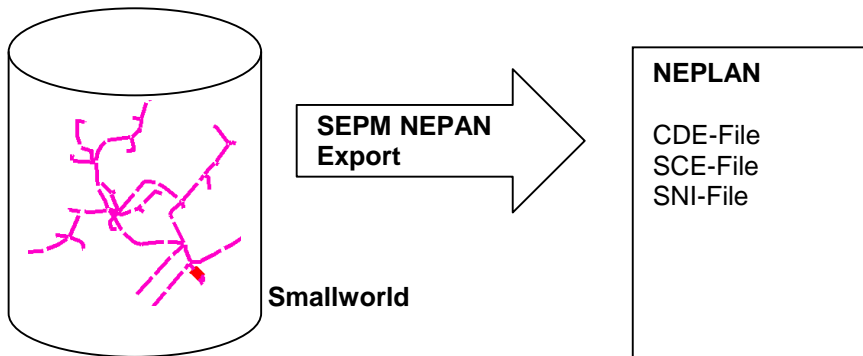 SEPM NEPAN
Export
Smallworld
NEPLAN
CDE-File
SCE-File
SNI-File